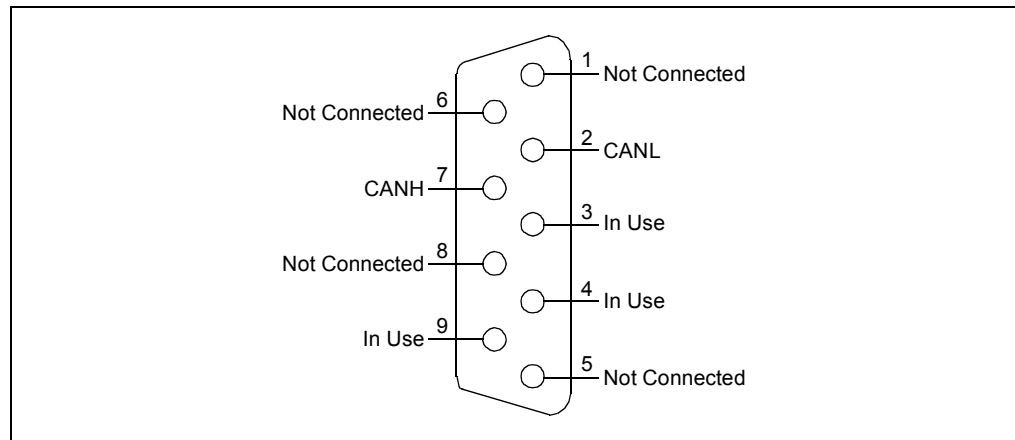 1 Not Connected
Not Connected 6
2 CANL
CANH 7
3 In Use
Not Connected 8
4 In Use
In Use 9
5 Not Connected